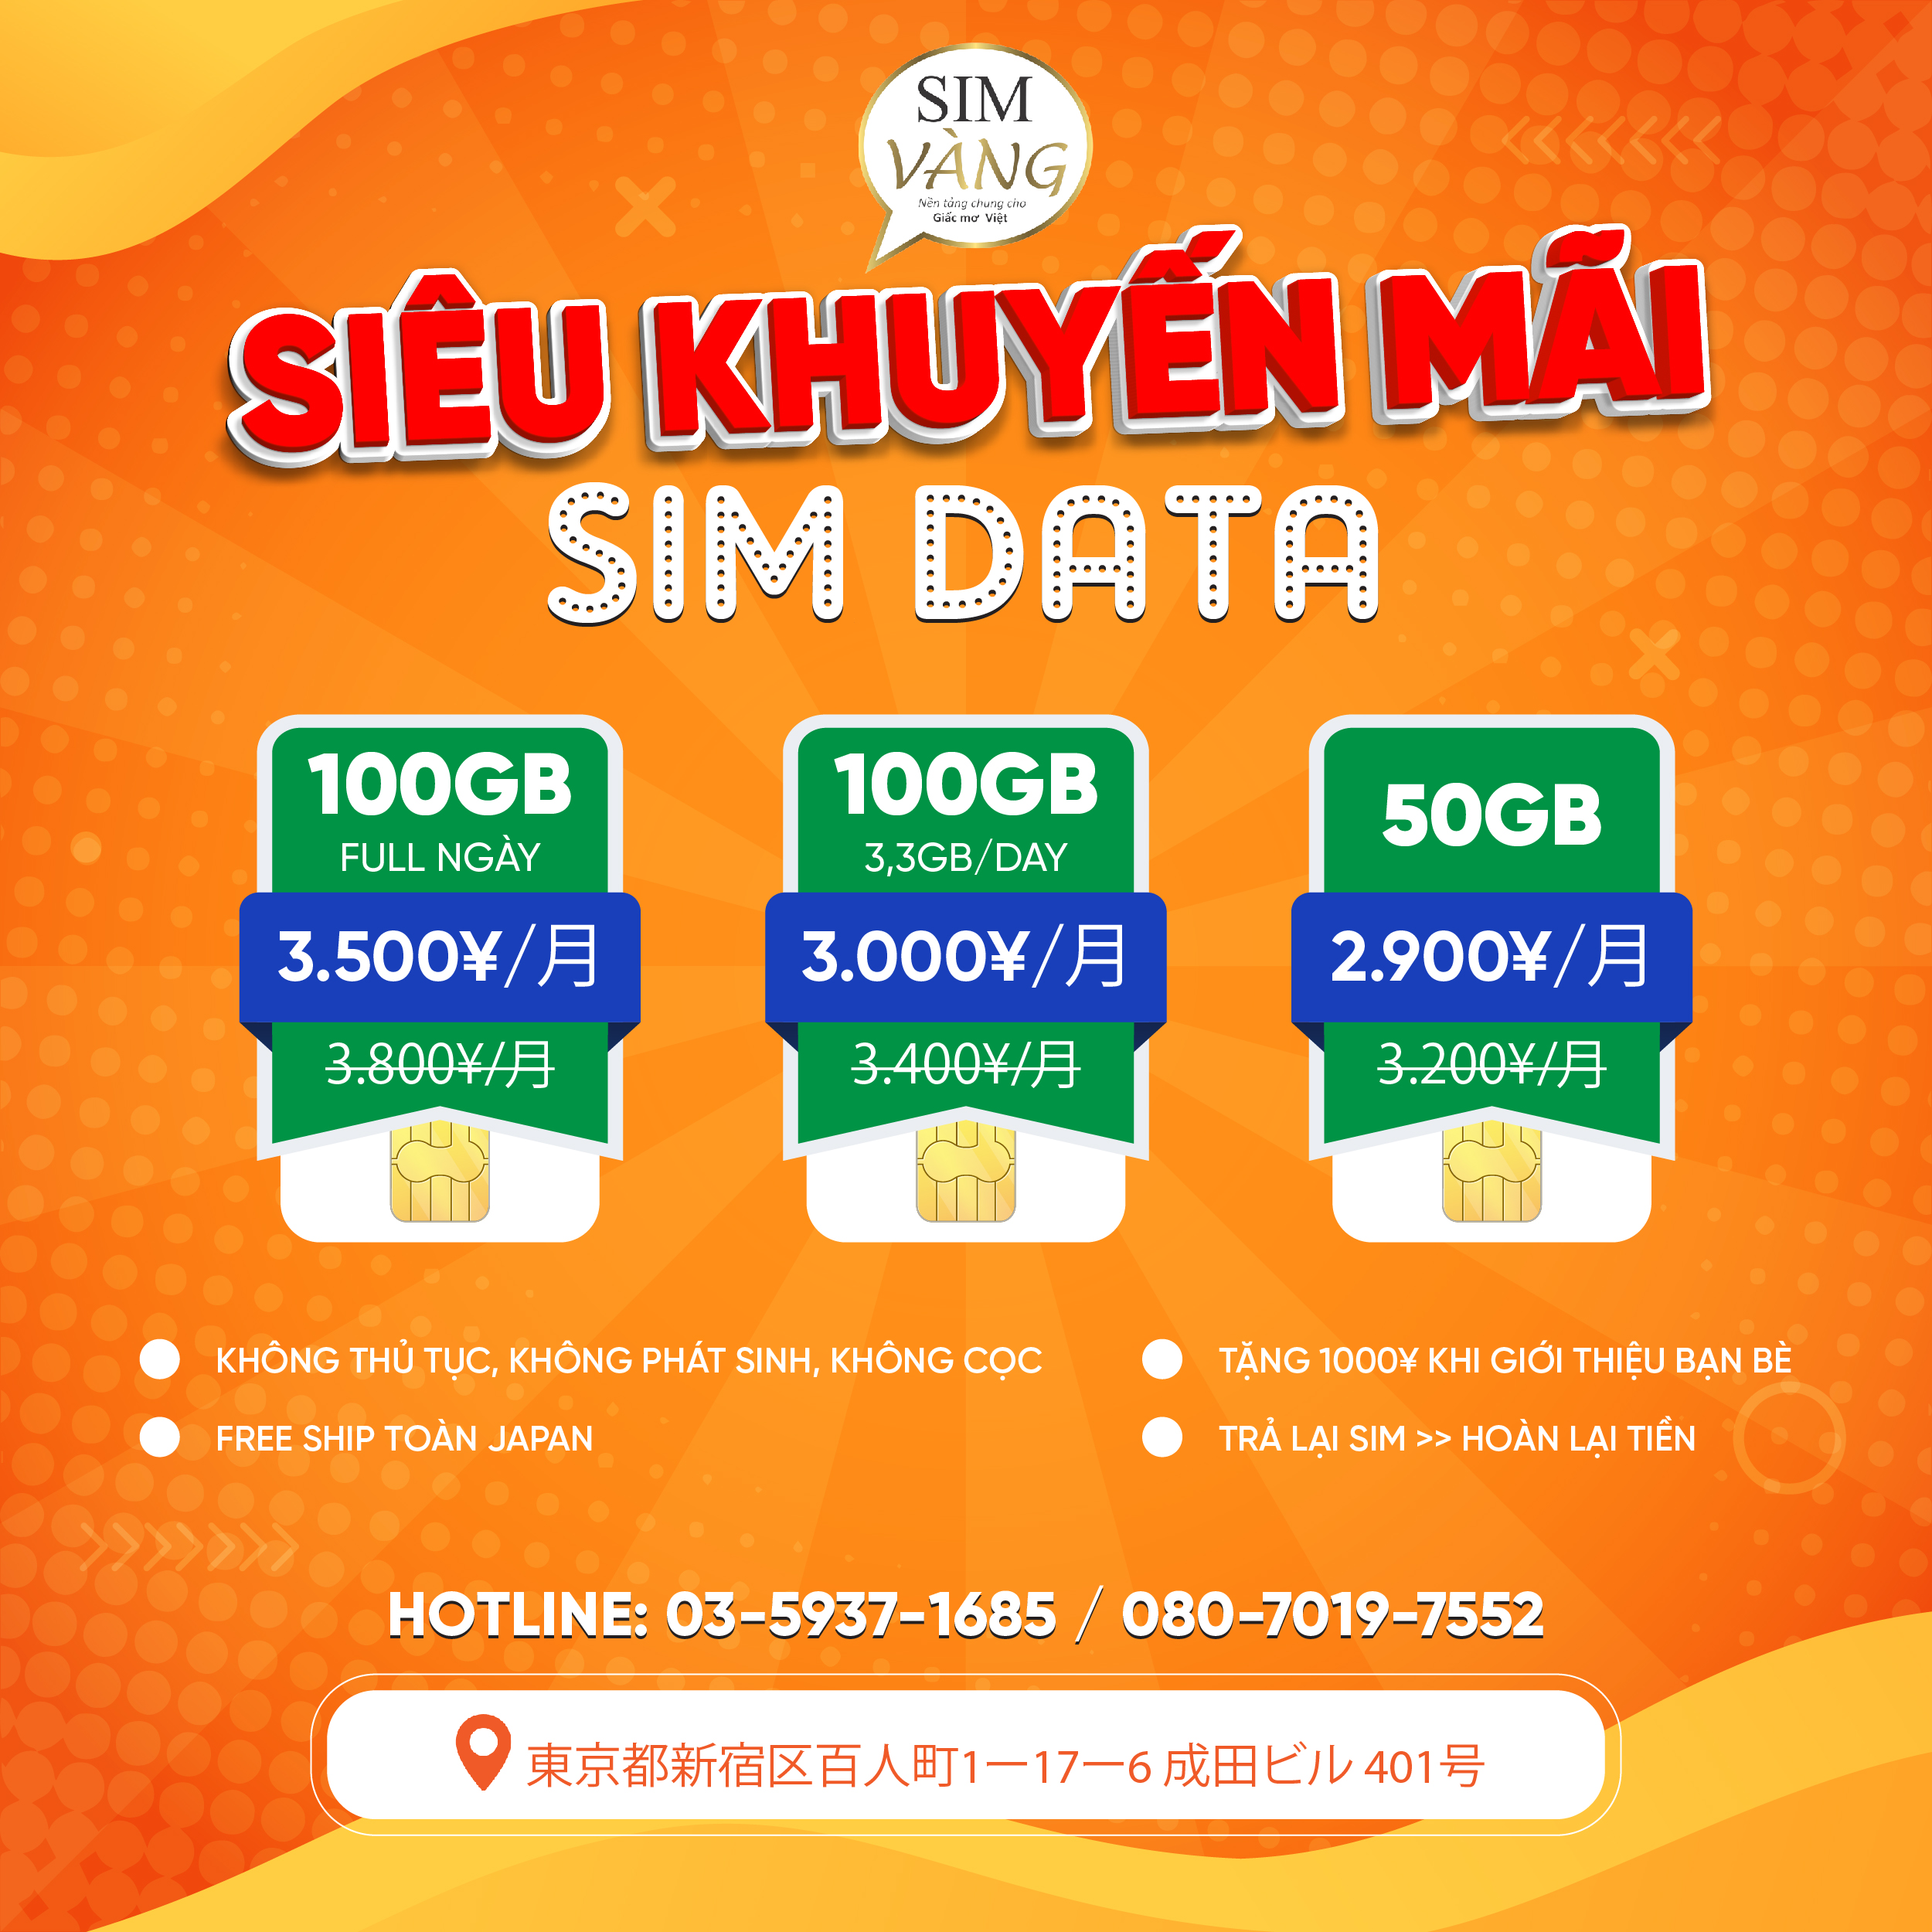 SIM
VÀNG
Nền tảng chung cho
Giấc mơ Việt
SIÊU KHUYẾN MÃI
SIM DATA
100GB
FULL NGÀY
3.500¥/月
3.800¥/月
100GB
3,3GB/DAY
3.000¥/月
3.400¥/月
50GB
2.900¥/月
3.200¥/月
KHÔNG THỦ TỤC, KHÔNG PHÁT SINH, KHÔNG CỌC
FREE SHIP TOÀN JAPAN
TẶNG 1000¥ KHI GIỚI THIỆU BẠN BÈ
TRẢ LẠI SIM >> HOÀN LẠI TIỀN
HOTLINE: 03-5937-1685 / 080-7019-7552
東京都新宿区百人町1ー17ー6 成田ビル 401号